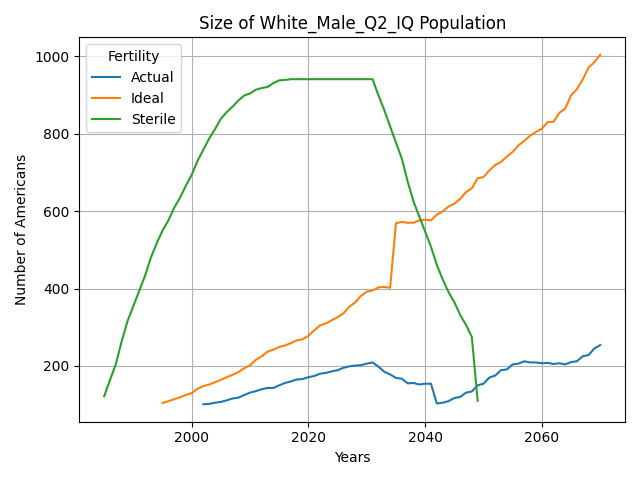 Size of White_Male_Q2_IQ Population
Fertility
Actual
Ideal
Sterile
Number of Americans
1000
800
600
400
200
2000 2020 2040 2060
Years